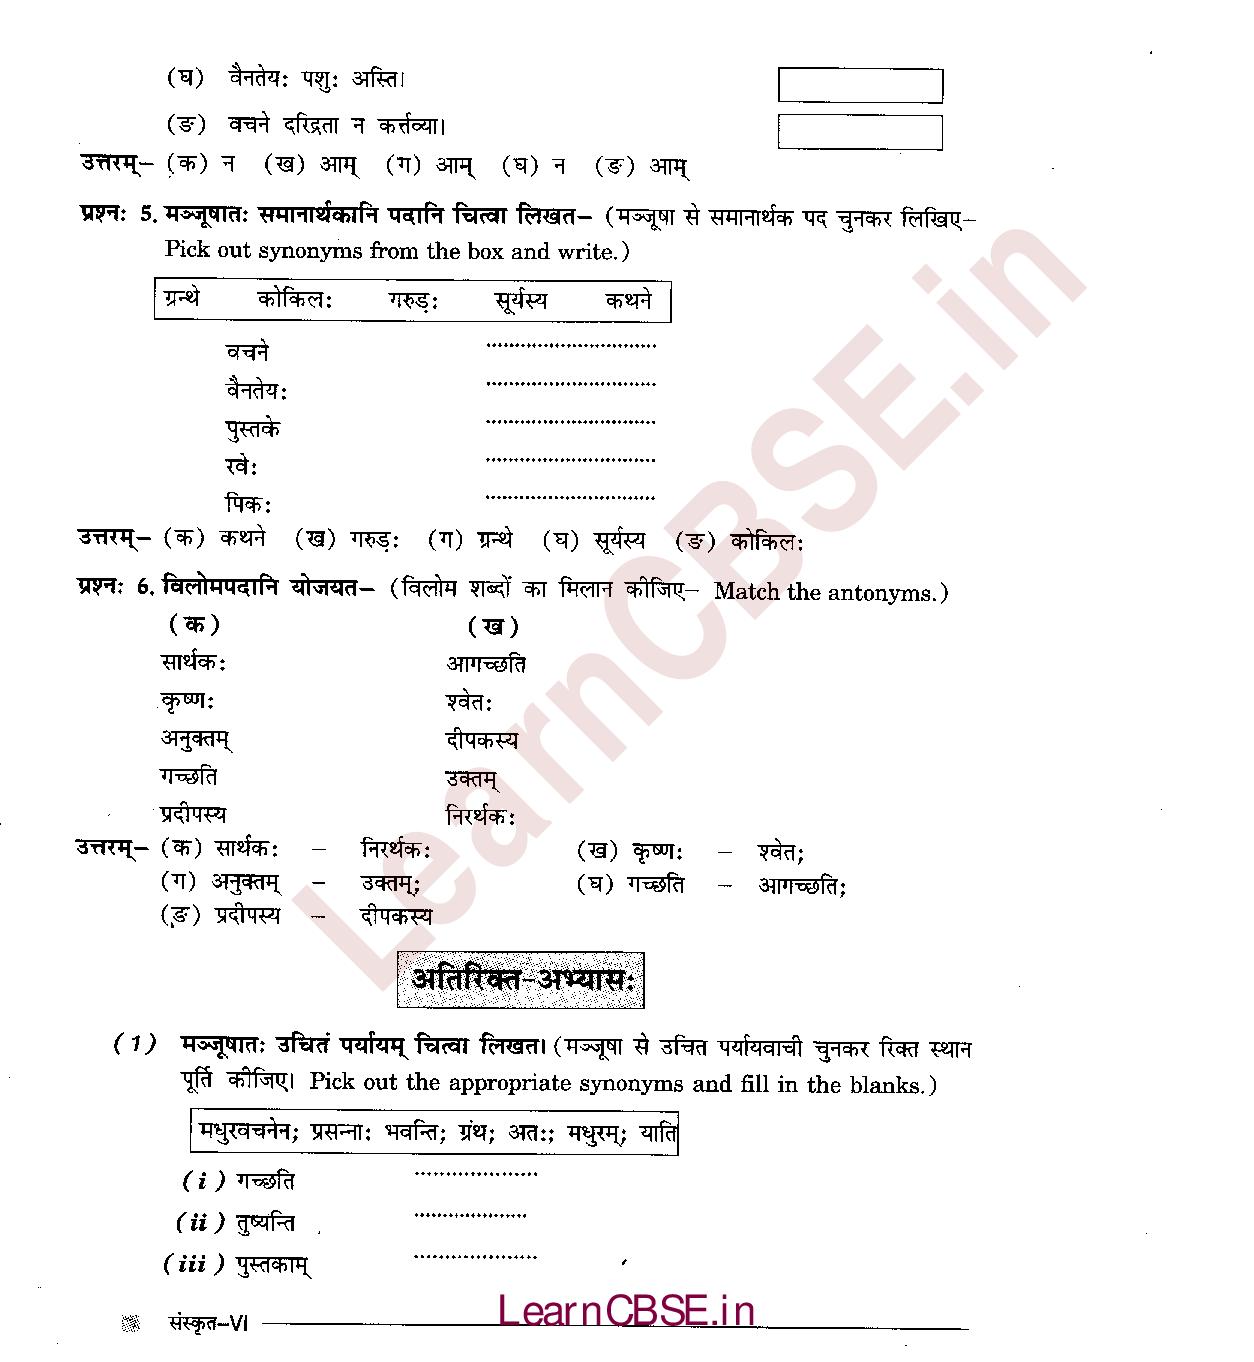 (घ) वैनतेयः पशुः अस्ति।
(ङ) वचने दरिद्रता न कर्त्तव्या।
उत्तरम्– (क) न (ख) आम् (ग) आम् (घ) न (ङ) आम्
प्रश्नः 5. मञ्जूषातः समानार्थकानि पदानि चित्वा लिखत– (मञ्जूषा से समानार्थक पद चुनकर लिखिए–
Pick out synonyms from the box and write.)
ग्रन्थे कोकिलः गरुड़ः सूर्यस्य कथने
वचने ..............................
वैनतेयः ..............................
पुस्तके ..............................
रवेः ..............................
पिकः ..............................
उत्तरम्– (क) कथने (ख) गरुड़ः (ग) ग्रन्थे (घ) सूर्यस्य (ङ) कोकिलः
प्रश्नः 6. विलोमपदानि योजयत– (विलोम शब्दों का मिलान कीजिए– Match the antonyms.)
(क) (ख)
सार्थकः आगच्छति
कृष्णः श्वेतः
अनुक्तम् दीपकस्य
गच्छति उक्तम्
प्रदीपस्य निरर्थकः
उत्तरम्– (क) सार्थकः – निरर्थकः (ख) कृष्णः – श्वेतः;
(ग) अनुक्तम् – उक्तम्; (घ) गच्छति – आगच्छति;
(ङ) प्रदीपस्य – दीपकस्य
अतिरिक्त-अभ्यासः
(1) मञ्जूषातः उचितं पर्यायम् चित्वा लिखत। (मञ्जूषा से उचित पर्यायवाची चुनकर रिक्त स्थान
पूर्ति कीजिए। Pick out the appropriate synonyms and fill in the blanks.)
मधुरवचनेन; प्रसन्नाः भवन्ति; ग्रंथः; अतः; मधुरम्; याति
(i) गच्छति .....................
(ii) तुष्यन्ति ...................
(iii) पुस्तकाम् .....................
संस्कृत–VI
LearnCBSE.in
LearnCBSE.in